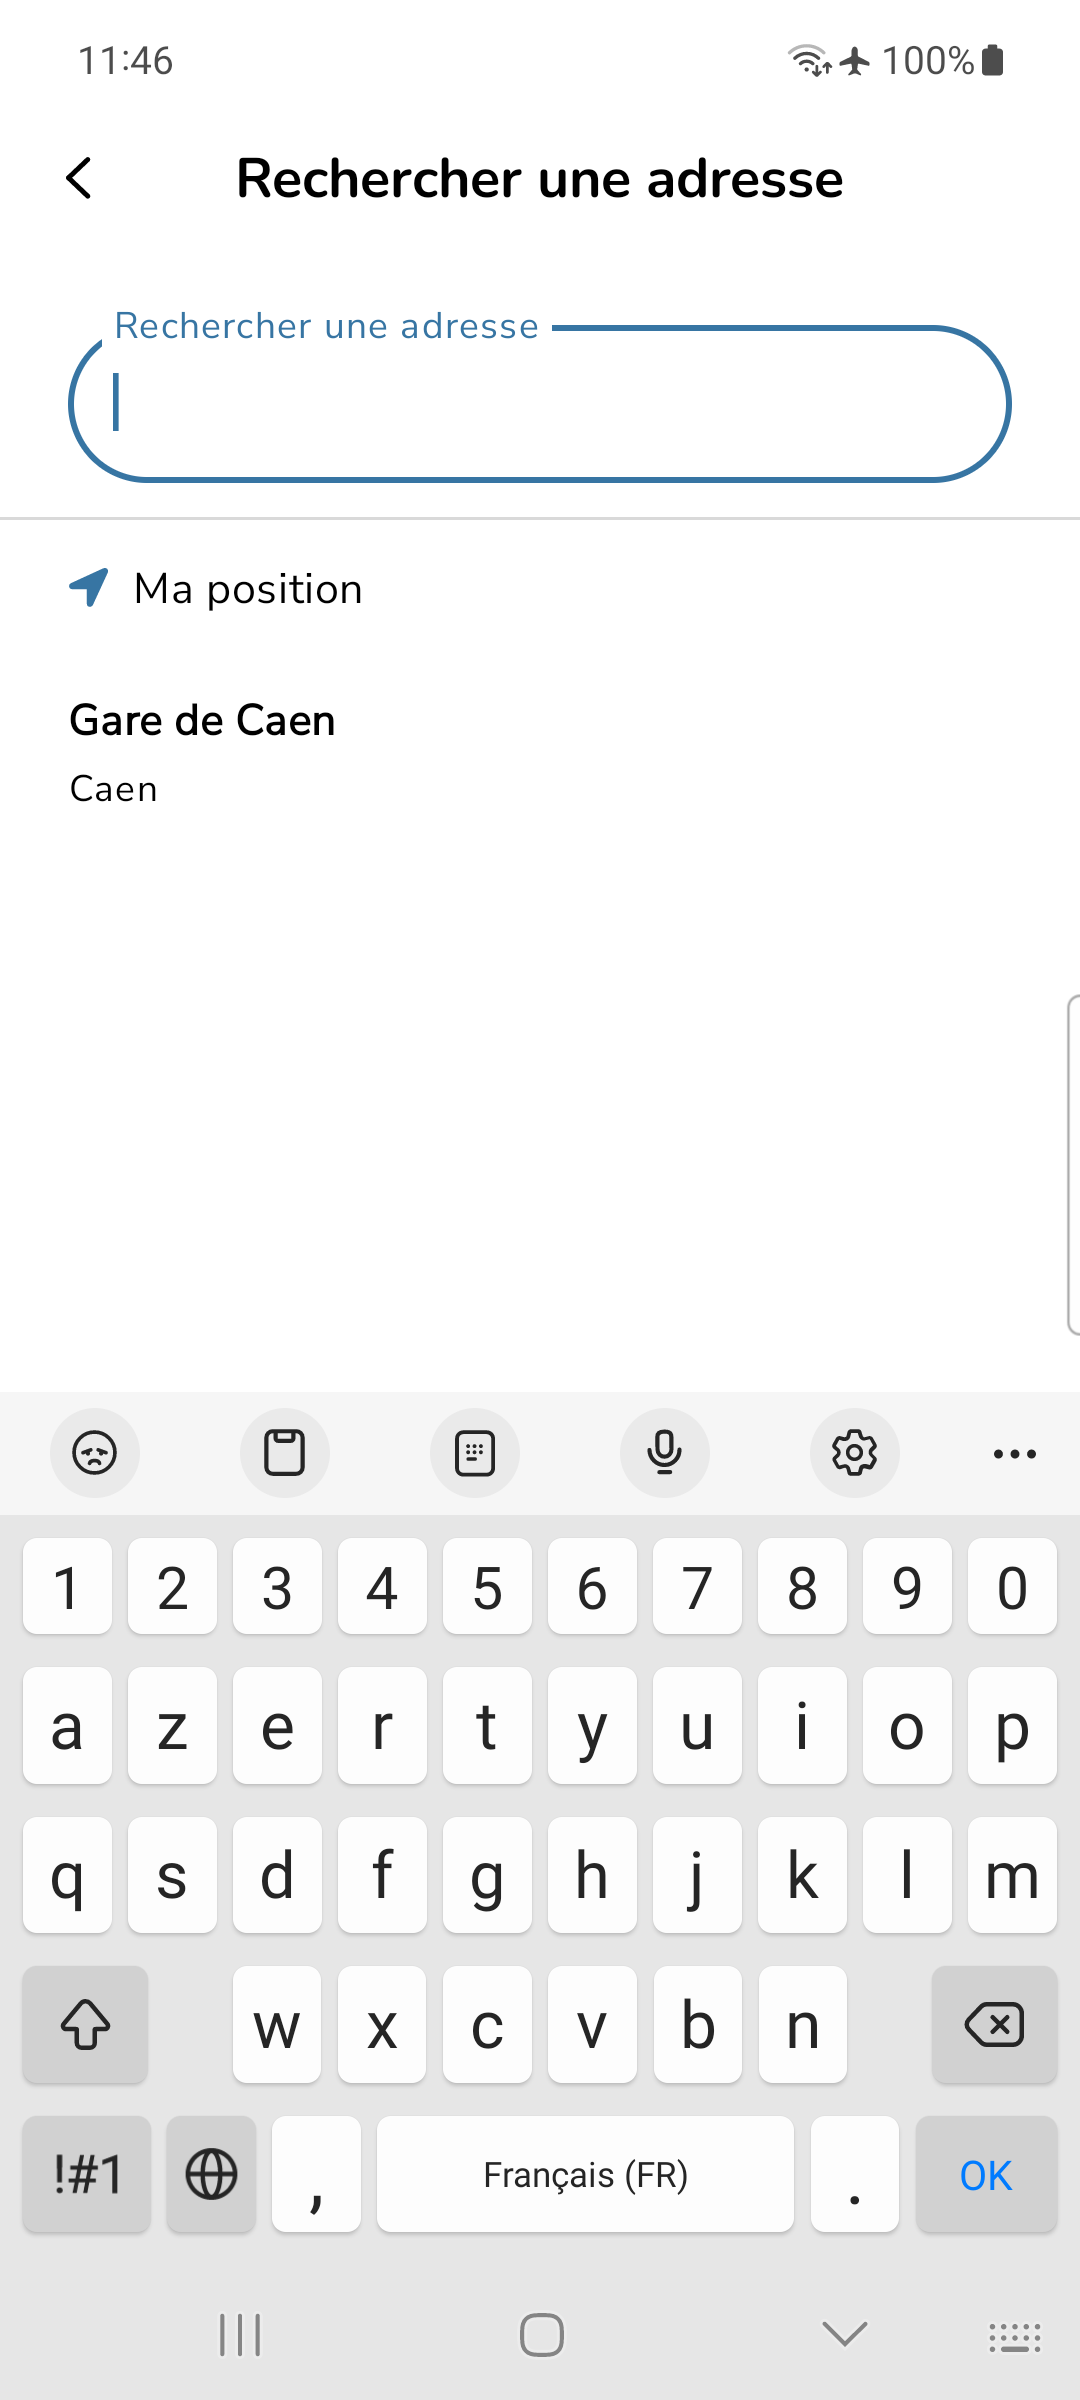 11:46
100%
Rechercher une adresse
Rechercher une adresse
Ma position
Gare de Caen
Caen
1 2 3 4 5 6 7 8 9 0
a z e r t y u i o p
q s d f g h j k l m
w x c v b n
!#1 , Français (FR) . OK